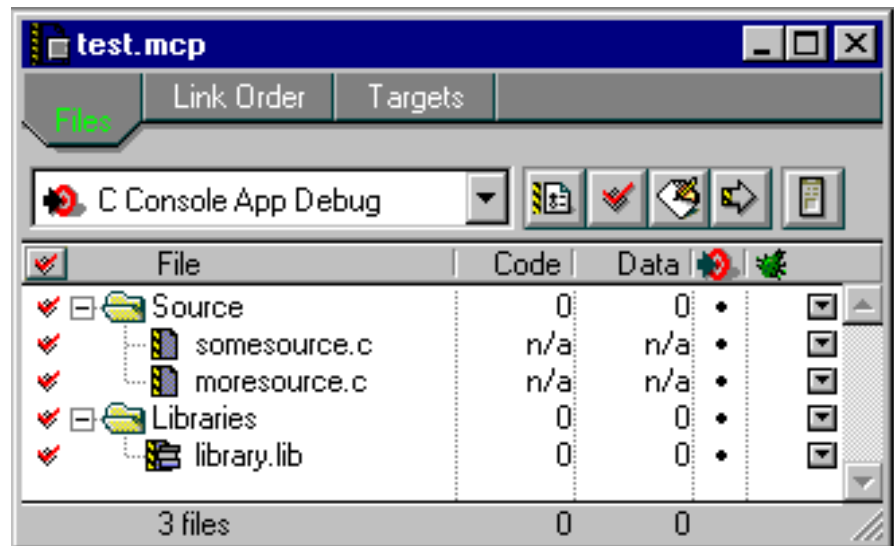 test.mcp
Files Link Order Targets
C Console App Debug
File Code Data
Source 0 0
somesource.c n/a n/a
moresource.c n/a n/a
Libraries 0 0
library.lib 0 0
3 files 0 0